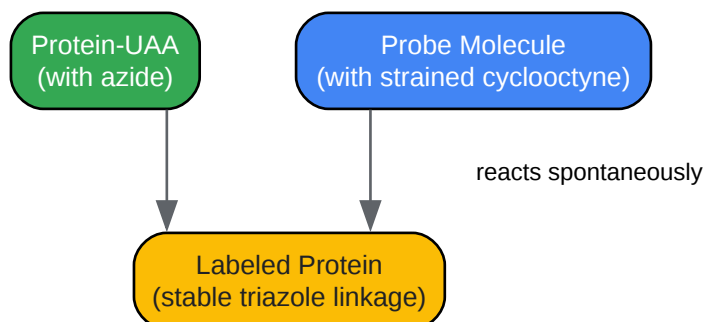 Protein-UAA
(with azide)
Probe Molecule
(with strained cyclooctyne)
reacts spontaneously
Labeled Protein
(stable triazole linkage)